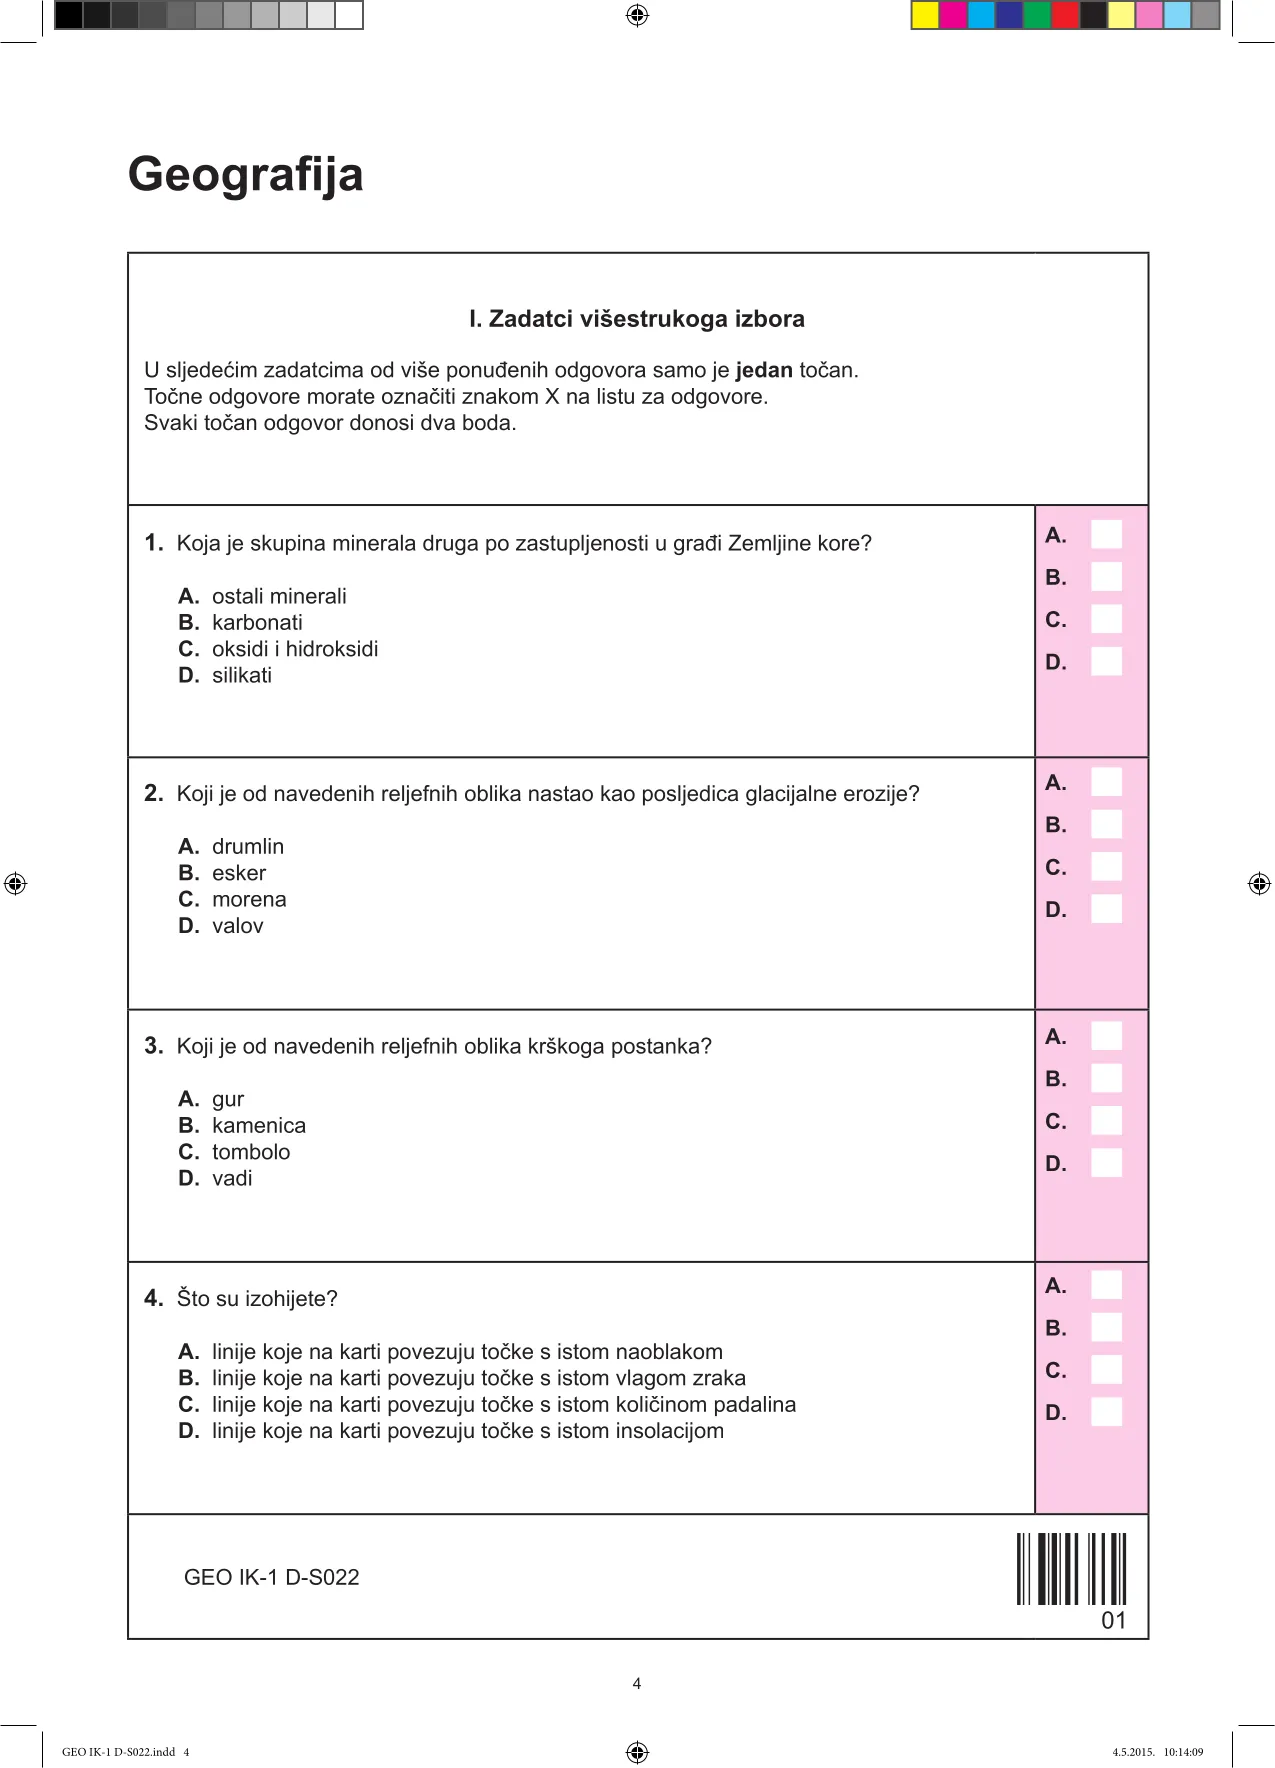 Geografija
I. Zadatci višestrukoga izbora
U sljedećim zadatcima od više ponuđenih odgovora samo je jedan točan.
Točne odgovore morate označiti znakom X na listu za odgovore.
Svaki točan odgovor donosi dva boda.
1. Koja je skupina minerala druga po zastupljenosti u građi Zemljine kore?
A. ostali minerali
B. karbonati
C. oksidi i hidroksidi
D. silikati
A.
B.
C.
D.
2. Koji je od navedenih reljefnih oblika nastao kao posljedica glacijalne erozije?
A. drumlin
B. esker
C. morena
D. valov
A.
B.
C.
D.
3. Koji je od navedenih reljefnih oblika krškoga postanka?
A. gur
B. kamenica
C. tombolo
D. vadi
A.
B.
C.
D.
4. Što su izohijete?
A. linije koje na karti povezuju točke s istom naoblakom
B. linije koje na karti povezuju točke s istom vlagom zraka
C. linije koje na karti povezuju točke s istom količinom padalina
D. linije koje na karti povezuju točke s istom insolacijom
A.
B.
C.
D.
GEO IK-1 D-S022
01
4
GEO IK-1 D-S022.indd 4
4.5.2015. 10:14:09